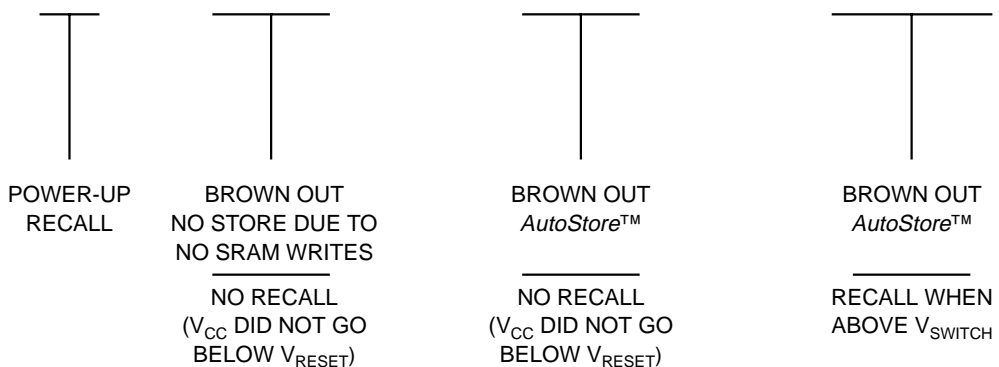 POWER-UP
RECALL
BROWN OUT
NO STORE DUE TO
NO SRAM WRITES
NO RECALL
(VCC DID NOT GO
BELOW VRESET)
BROWN OUT
AutoStore™
NO RECALL
(VCC DID NOT GO
BELOW VRESET)
BROWN OUT
AutoStore™
RECALL WHEN
ABOVE VSWITCH